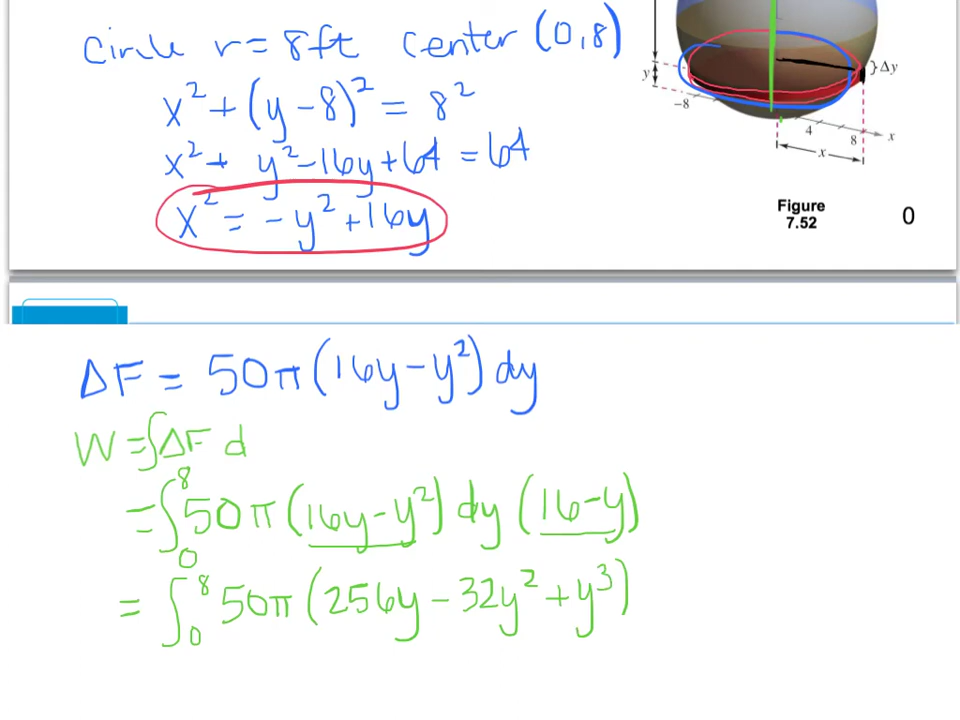 circle r = 8ft center (0,8)
x² + (y - 8)² = 8²
x² + y² - 16y + 64 = 64
x² = -y² + 16y
y
-8
4
8
x
x
}Δy
Figure
7.52
0
ΔF = 50π(16y - y²) dy
W = ∫ΔF d
= ∫₀⁸ 50π(16y - y²) dy (16 - y)
= ∫₀⁸ 50π(256y - 32y² + y³)